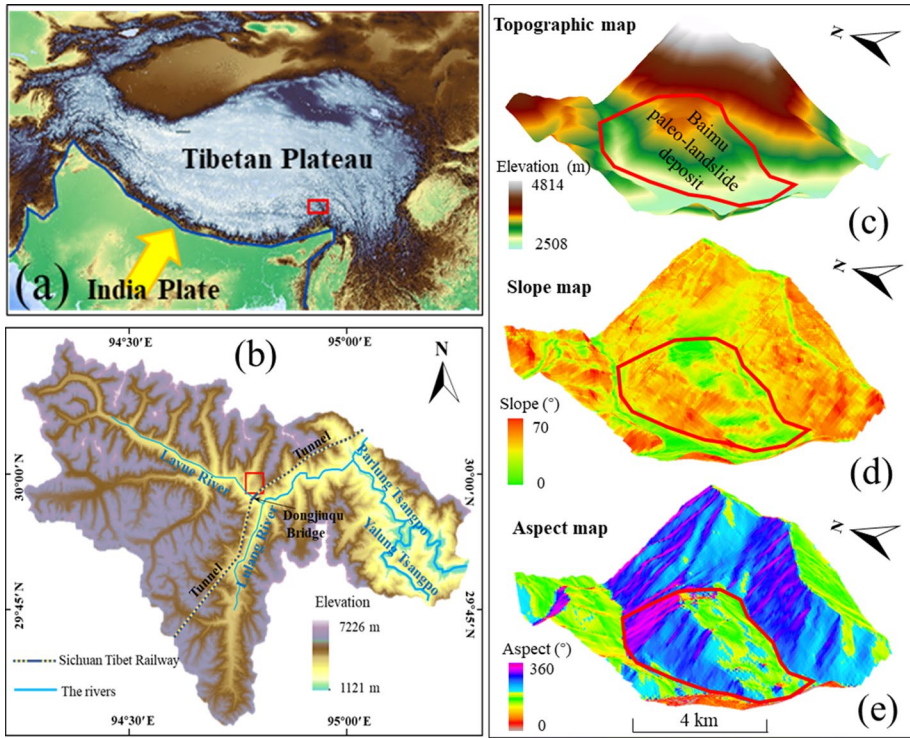 Tibetan Plateau
India Plate
(a)
94°30′E
95°00′E
(b)
N
Tunnel
Layue River
30°00′N
30°00′N
Parlung Tsangpo
Dongjiuqu
Bridge
Yalung Tsangpo
Lulang River
Tunnel
29°45′N
29°45′N
Elevation
7226 m
1121 m
Sichuan Tibet Railway
The rivers
94°30′E
95°00′E
Topographic map
N
Baimu
paleo-landslide
deposit
Elevation (m)
4814
2508
(c)
Slope map
N
Slope (°)
70
0
(d)
Aspect map
N
Aspect (°)
360
0
(e)
4 km